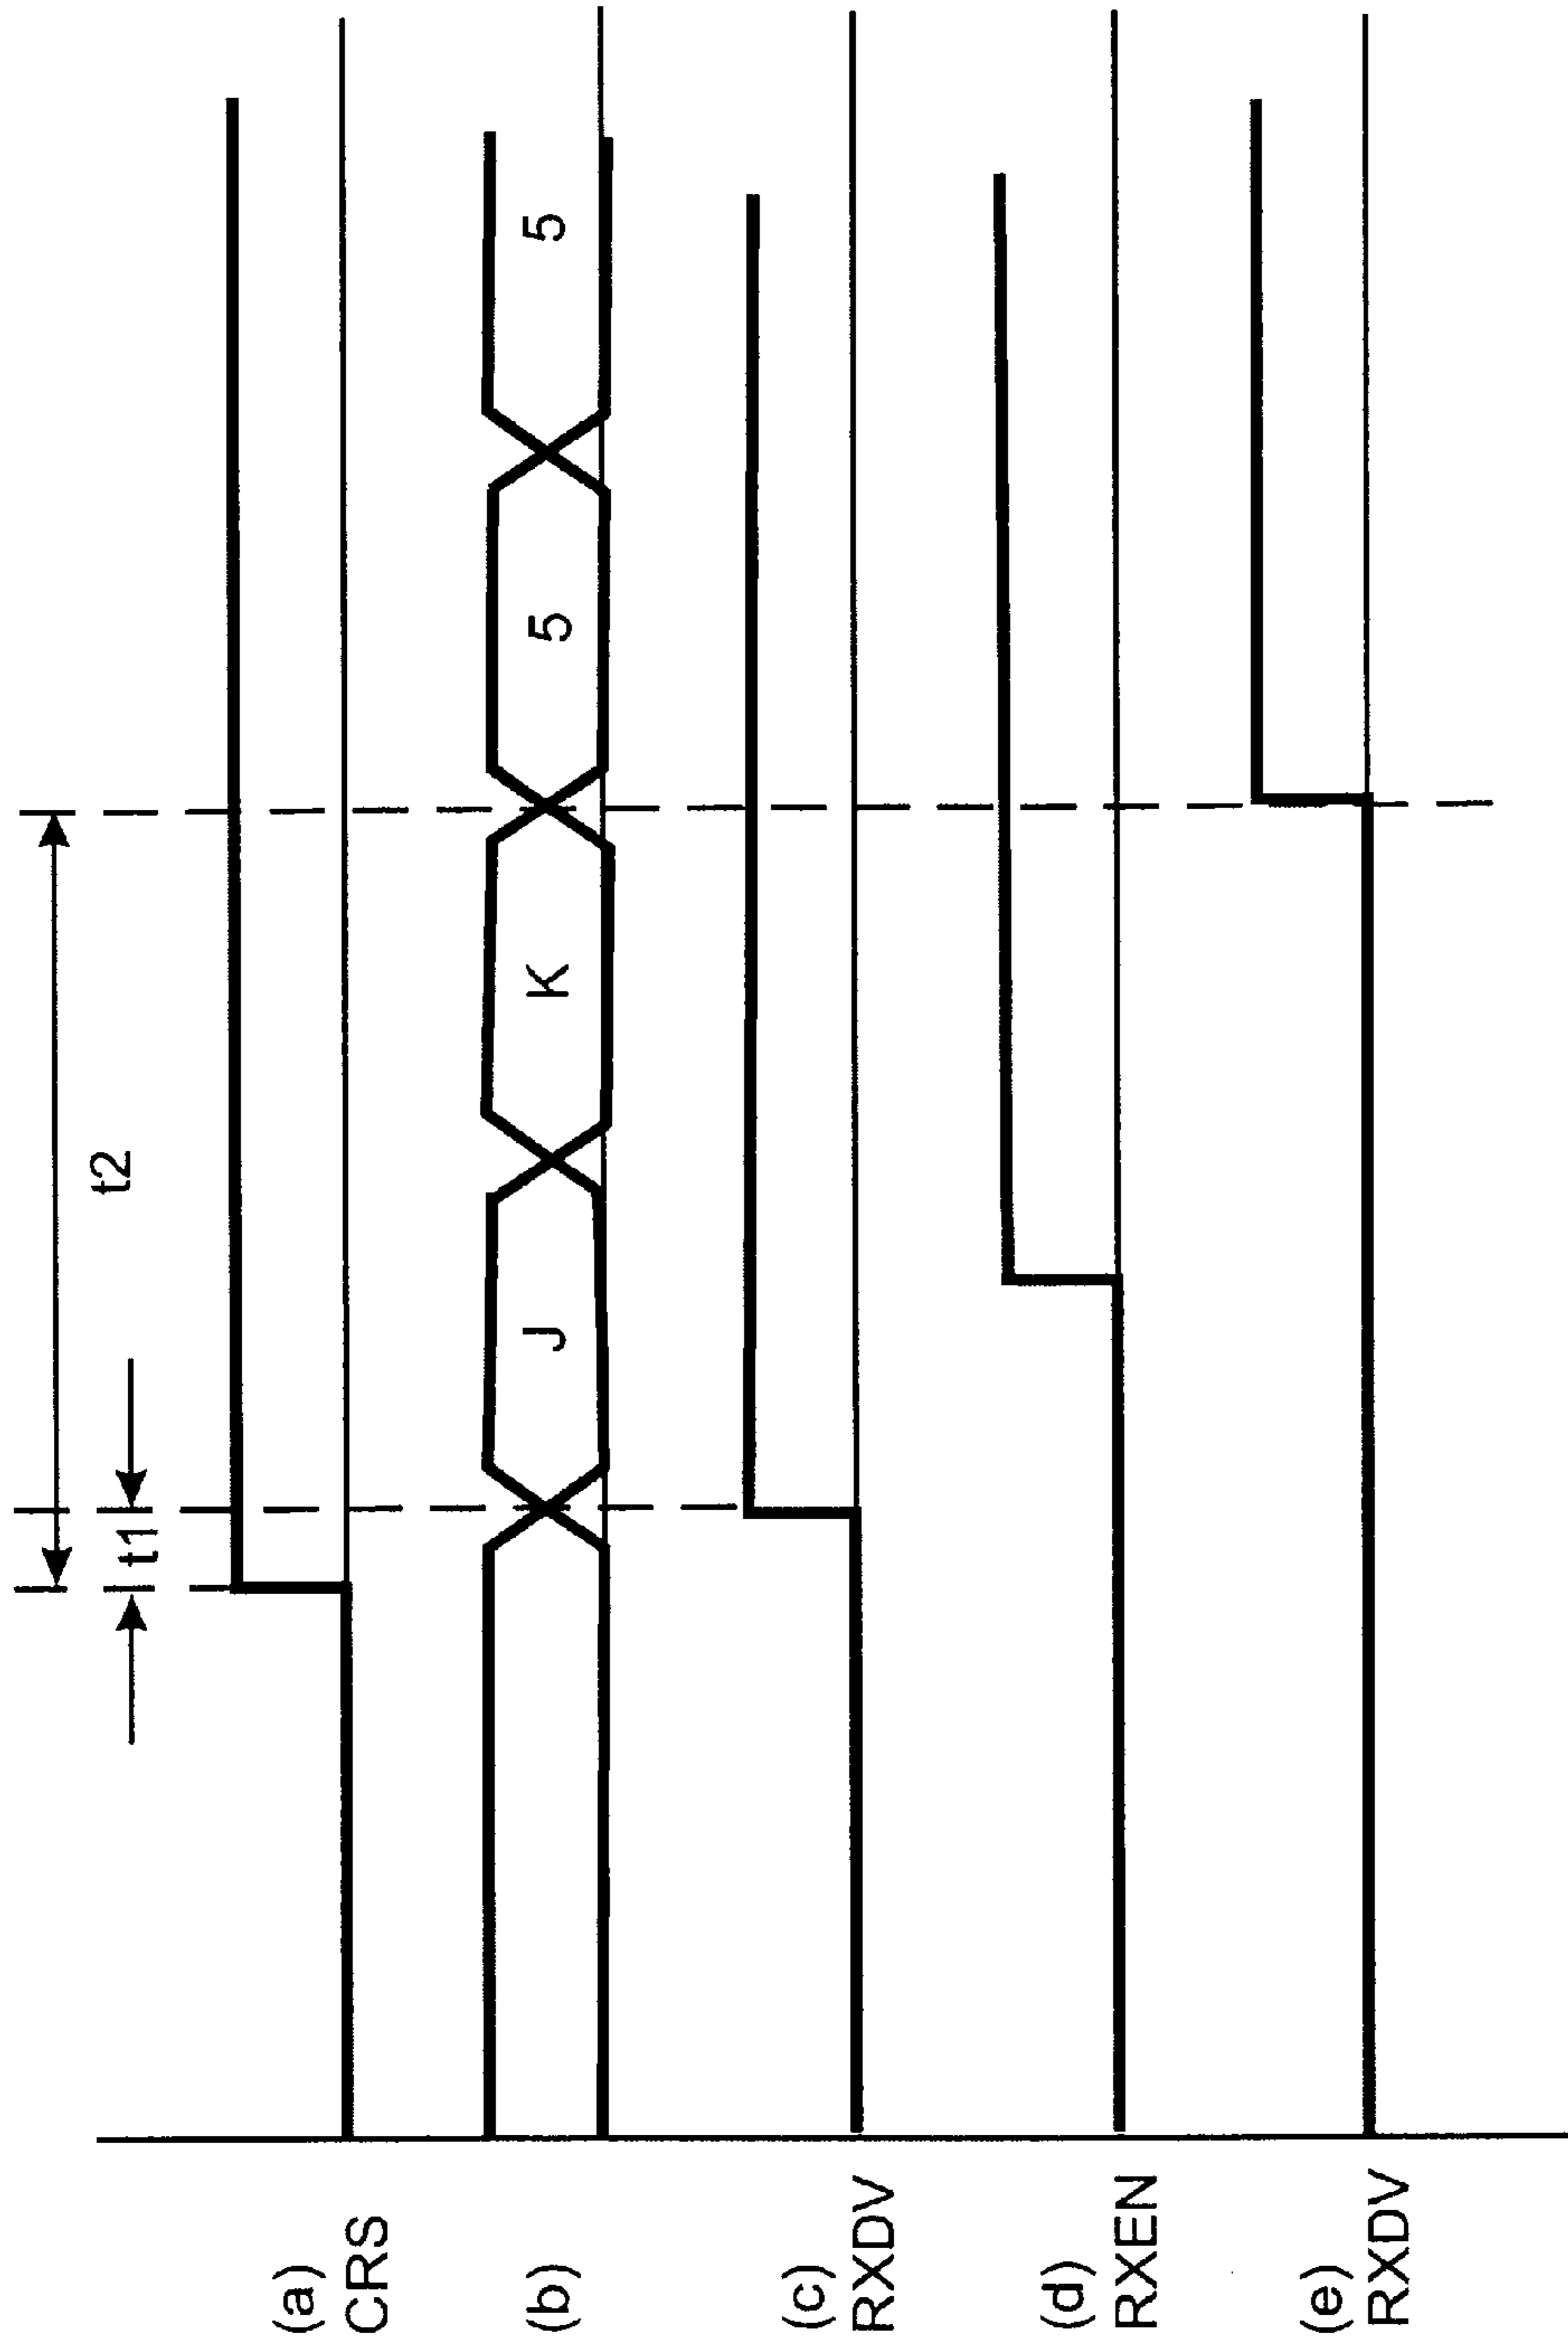 t2
t1
(a)
CRS
(b)
J K 5 5
(c)
RXDV
(d)
RXEN
(e)
RXDV